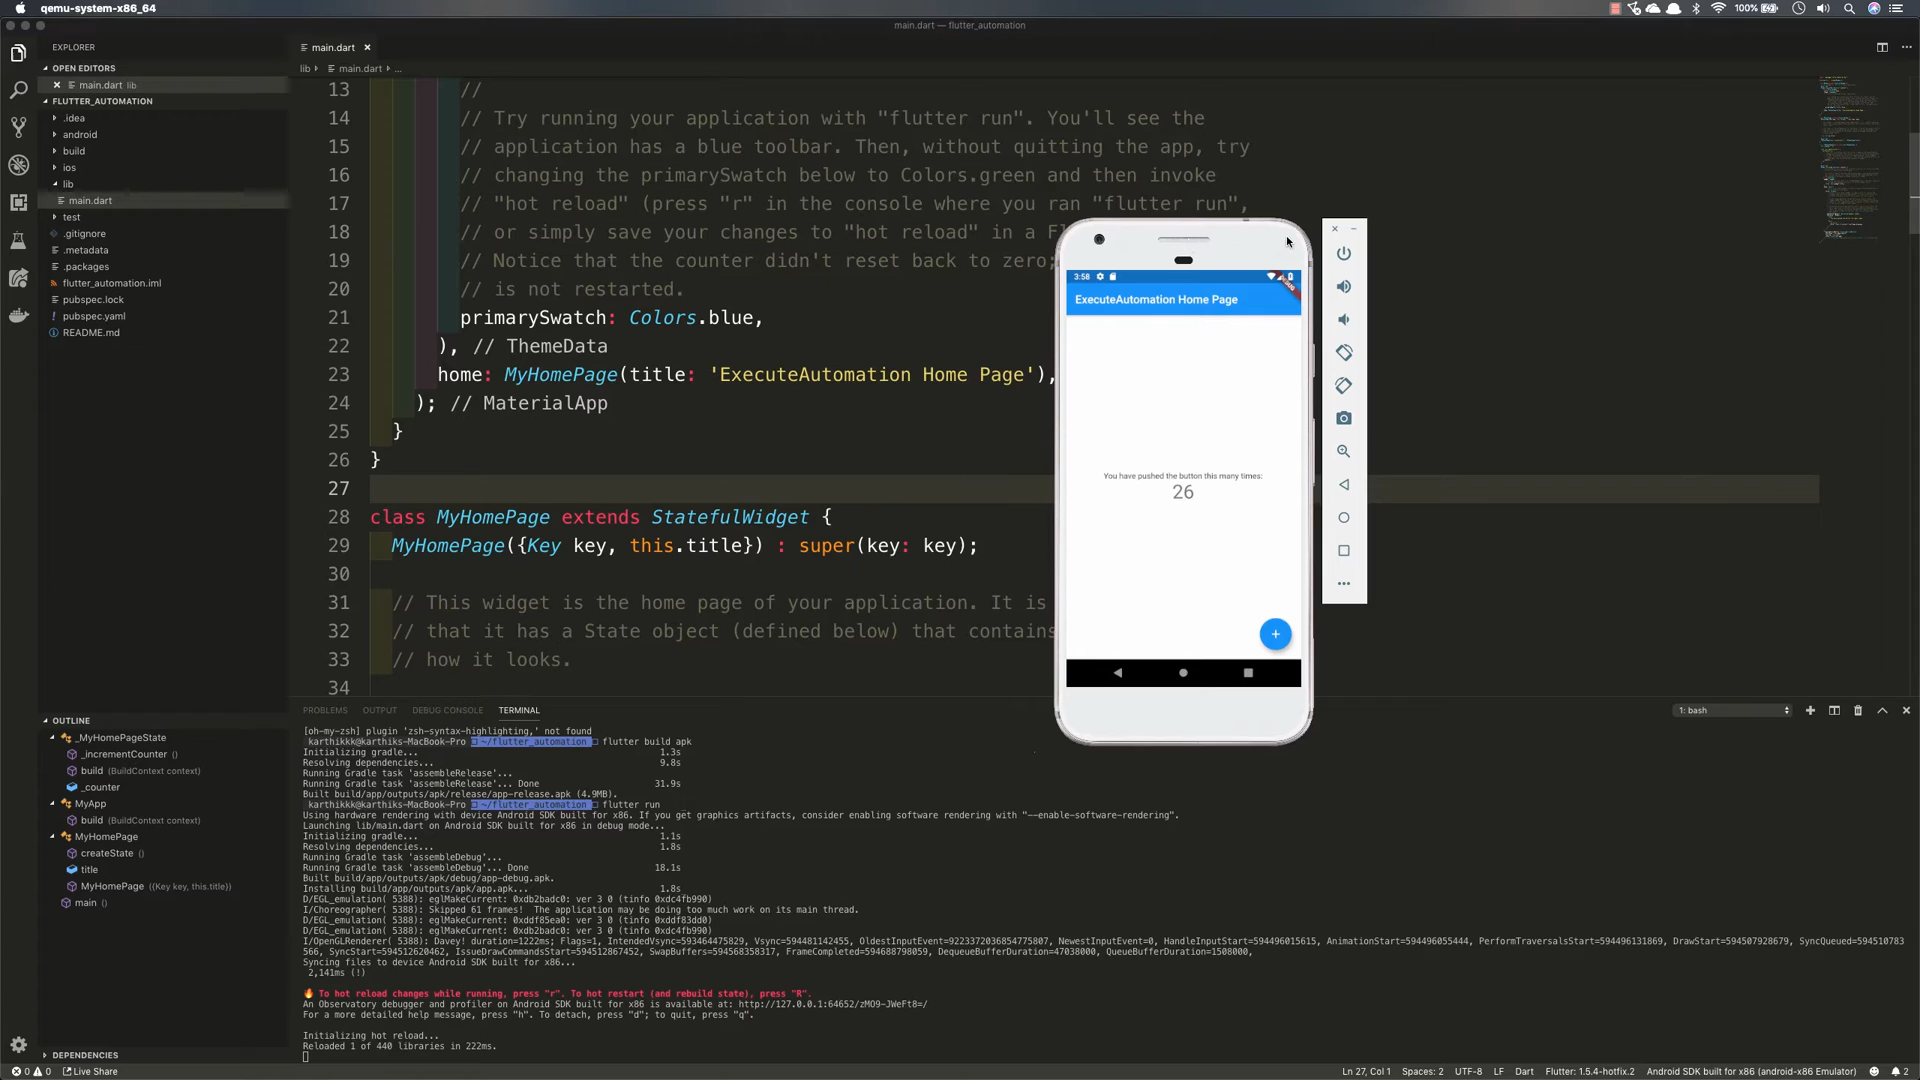 qemu-system-x86_64
100%
main.dart — flutter_automation
EXPLORER
OPEN EDITORS
main.dart lib
FLUTTER_AUTOMATION
.idea
android
build
ios
lib
main.dart
test
.gitignore
.metadata
.packages
flutter_automation.iml
pubspec.lock
pubspec.yaml
README.md
OUTLINE
_MyHomePageState
_incrementCounter ()
build (BuildContext context)
_counter
MyApp
build (BuildContext context)
MyHomePage
createState ()
title
MyHomePage ({Key key, this.title})
main ()
DEPENDENCIES
main.dart
lib main.dart ...
13 //
14 // Try running your application with "flutter run". You'll see the
15 // application has a blue toolbar. Then, without quitting the app, try
16 // changing the primarySwatch below to Colors.green and then invoke
17 // "hot reload" (press "r" in the console where you ran "flutter run",
18 // or simply save your changes to "hot reload" in a Fl
19 // Notice that the counter didn't reset back to zero;
20 // is not restarted.
21 primarySwatch: Colors.blue,
22 ), // ThemeData
23 home: MyHomePage(title: 'ExecuteAutomation Home Page'),
24 ); // MaterialApp
25 }
26 }
27
28 class MyHomePage extends StatefulWidget {
29 MyHomePage({Key key, this.title}) : super(key: key);
30
31 // This widget is the home page of your application. It is
32 // that it has a State object (defined below) that contains
33 // how it looks.
34
3:58
ExecuteAutomation Home Page
You have pushed the button this many times:
26
PROBLEMS OUTPUT DEBUG CONSOLE TERMINAL
1: bash
[oh-my-zsh] plugin 'zsh-syntax-highlighting,' not found
karthikkk@karthiks-MacBook-Pro ~/flutter_automation flutter build apk
Initializing gradle... 1.3s
Resolving dependencies... 9.8s
Running Gradle task 'assembleRelease'...
Running Gradle task 'assembleRelease'... Done 31.9s
Built build/app/outputs/apk/release/app-release.apk (4.9MB).
karthikkk@karthiks-MacBook-Pro ~/flutter_automation flutter run
Using hardware rendering with device Android SDK built for x86. If you get graphics artifacts, consider enabling software rendering with "--enable-software-rendering".
Launching lib/main.dart on Android SDK built for x86 in debug mode...
Initializing gradle... 1.1s
Resolving dependencies... 1.8s
Running Gradle task 'assembleDebug'...
Running Gradle task 'assembleDebug'... Done 18.1s
Built build/app/outputs/apk/debug/app-debug.apk.
Installing build/app/outputs/apk/app.apk... 1.8s
D/EGL_emulation( 5388): eglMakeCurrent: 0xdb2badc0: ver 3 0 (tinfo 0xdc4fb990)
I/Choreographer( 5388): Skipped 61 frames! The application may be doing too much work on its main thread.
D/EGL_emulation( 5388): eglMakeCurrent: 0xddf85ea0: ver 3 0 (tinfo 0xddf83dd0)
D/EGL_emulation( 5388): eglMakeCurrent: 0xdb2badc0: ver 3 0 (tinfo 0xdc4fb990)
I/OpenGLRenderer( 5388): Davey! duration=1222ms; Flags=1, IntendedVsync=593464475829, Vsync=594481142455, OldestInputEvent=9223372036854775807, NewestInputEvent=0, HandleInputStart=594496015615, AnimationStart=594496055444, PerformTraversalsStart=594496131869, DrawStart=594507928679, SyncQueued=594510783
566, SyncStart=594512620462, IssueDrawCommandsStart=594512867452, SwapBuffers=594568358317, FrameCompleted=594688798059, DequeueBufferDuration=47038000, QueueBufferDuration=1508000,
Syncing files to device Android SDK built for x86...
2,141ms (!)
To hot reload changes while running, press "r". To hot restart (and rebuild state), press "R".
An Observatory debugger and profiler on Android SDK built for x86 is available at: http://127.0.0.1:64652/zMO9-JWeFt8=/
For a more detailed help message, press "h". To detach, press "d"; to quit, press "q".
Initializing hot reload...
Reloaded 1 of 440 libraries in 222ms.
0 0 Live Share
Ln 27, Col 1 Spaces: 2 UTF-8 LF Dart Flutter: 1.5.4-hotfix.2 Android SDK built for x86 (android-x86 Emulator) 2